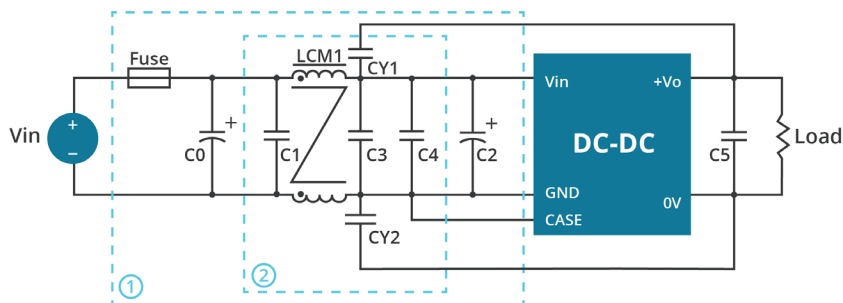 Fuse
LCM1
CY1
Vin
+
−
+
C0
C1
C3
C4
+
C2
Vin
+Vo
DC-DC
GND
CASE
0V
C5
Load
CY2
1
2